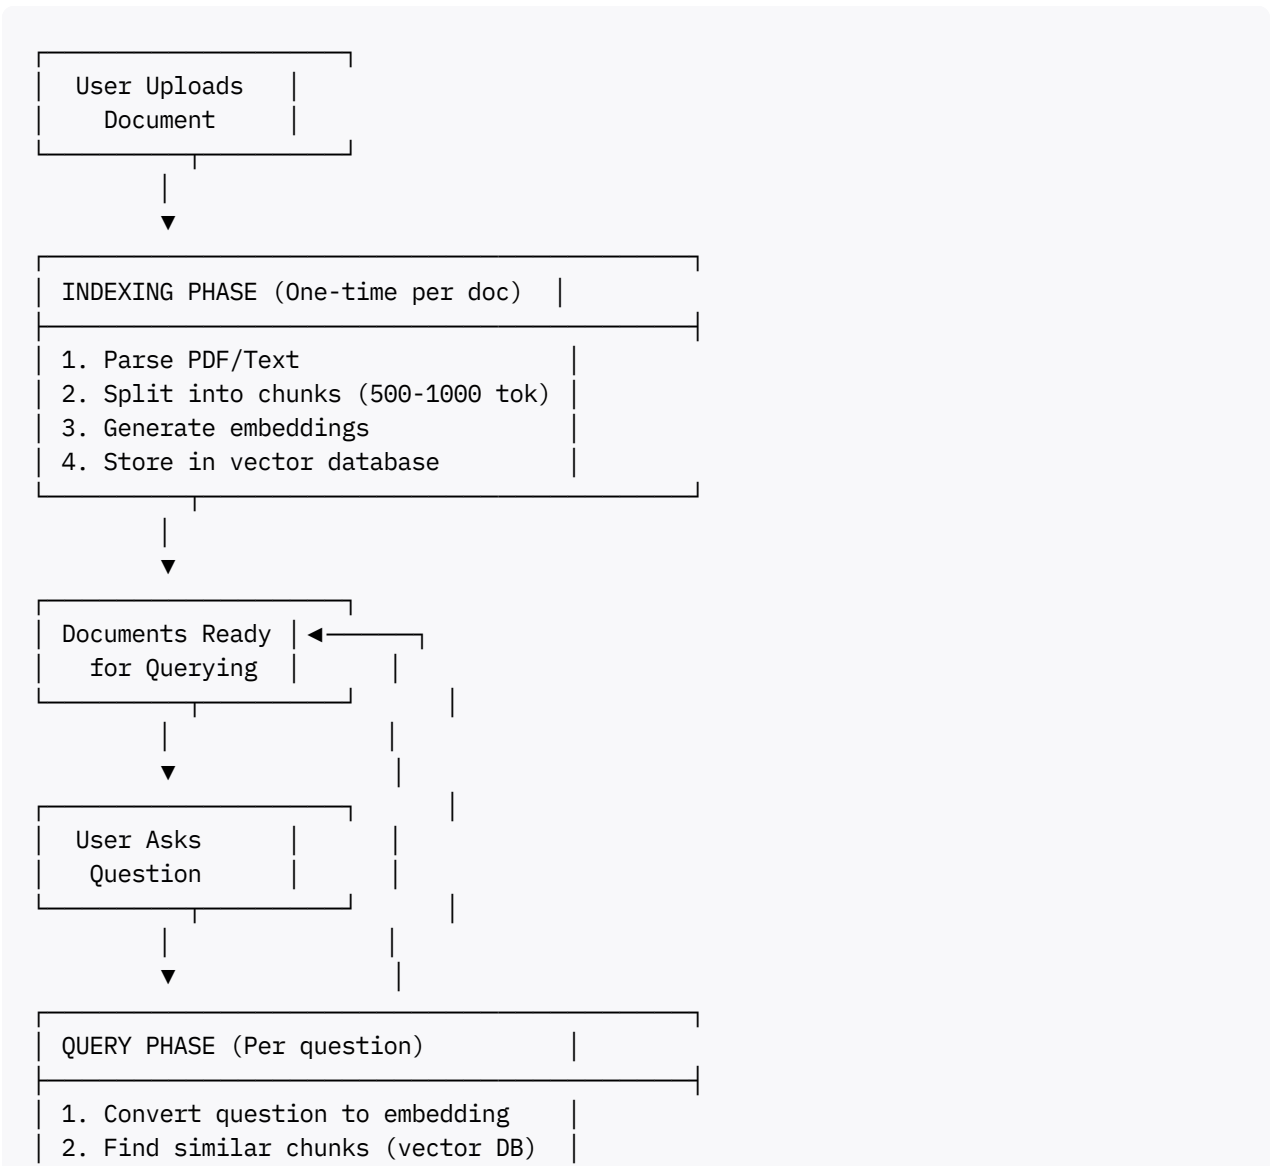 User Uploads
Document
INDEXING PHASE (One-time per doc)
1. Parse PDF/Text
2. Split into chunks (500-1000 tok)
3. Generate embeddings
4. Store in vector database
Documents Ready
for Querying
User Asks
Question
QUERY PHASE (Per question)
1. Convert question to embedding
2. Find similar chunks (vector DB)